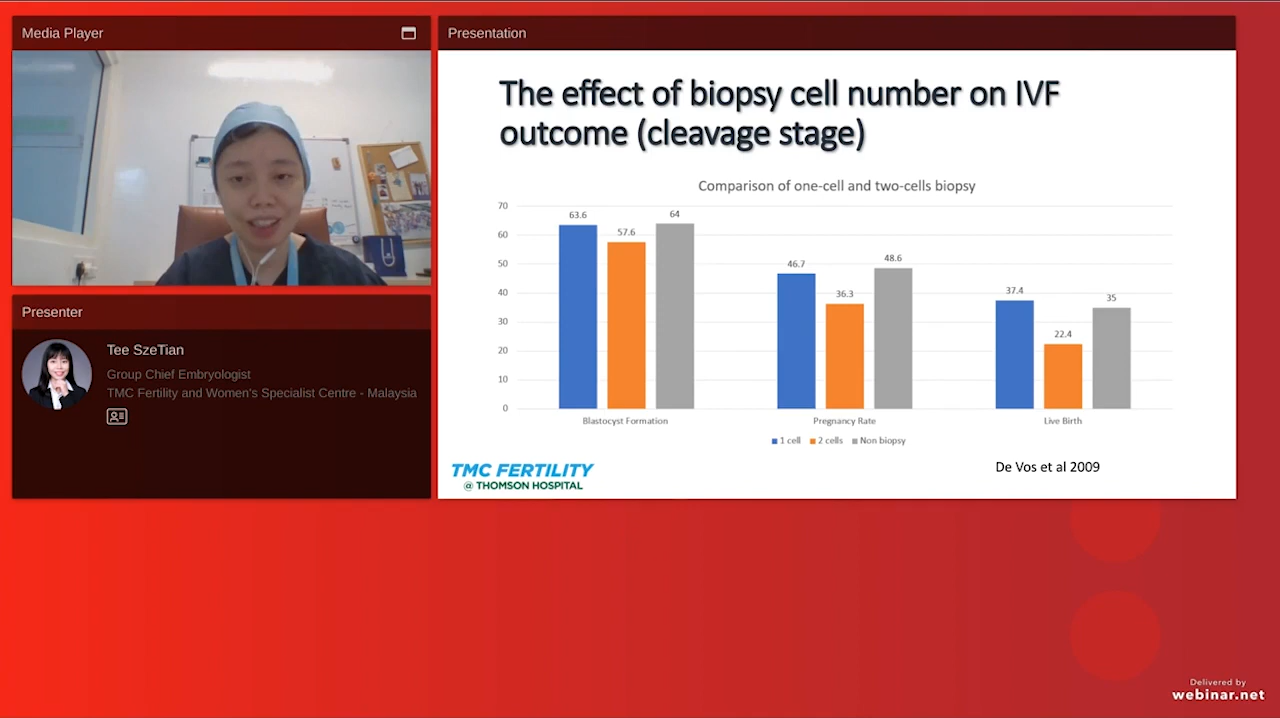 Media Player
Presentation
The effect of biopsy cell number on IVF
outcome (cleavage stage)
Comparison of one-cell and two-cells biopsy
70
60
50
40
30
20
10
0
63.6
57.6
64
46.7
36.3
48.6
37.4
22.4
35
Blastocyst Formation
Pregnancy Rate
Live Birth
1 cell
2 cells
Non biopsy
TMC FERTILITY
@ THOMSON HOSPITAL
De Vos et al 2009
Presenter
Tee SzeTian
Group Chief Embryologist
TMC Fertility and Women's Specialist Centre - Malaysia
Delivered by
webinar.net